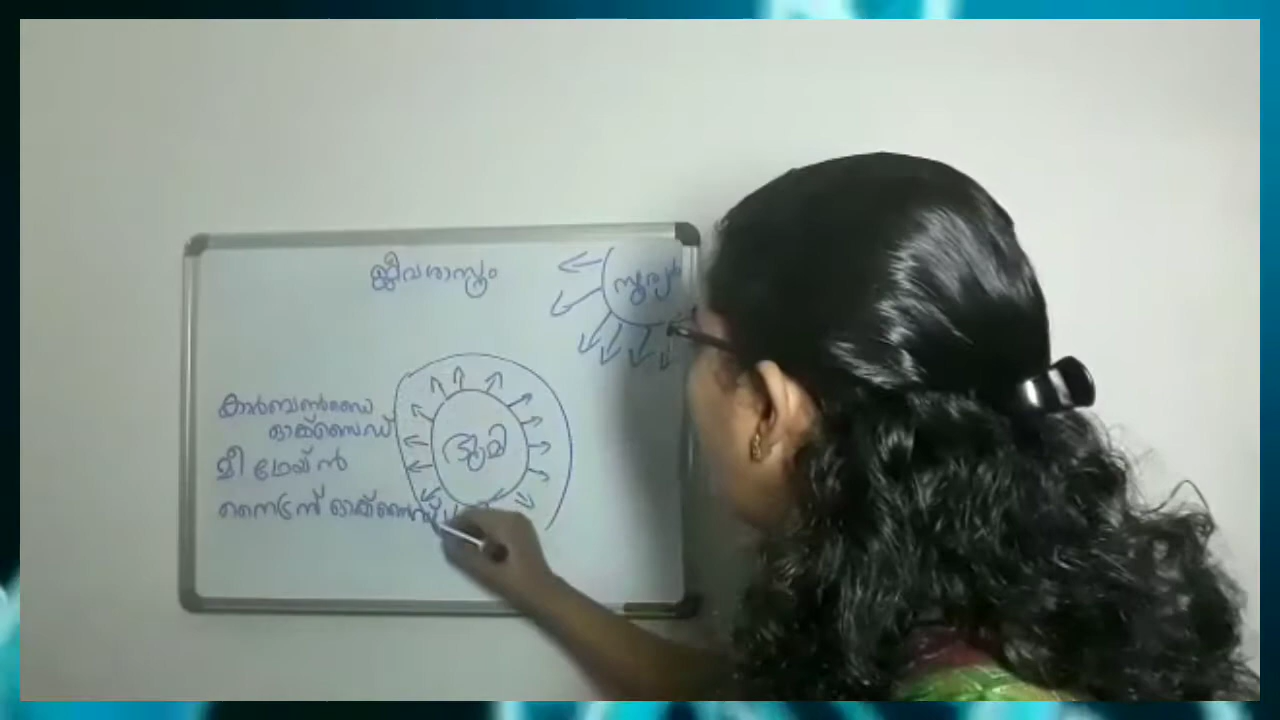 ജീവശാസ്ത്രം
സൂര്യൻ
കാർബൺഡൈ
ഓക്സൈഡ്
മീഥേയ്ൻ
നൈട്രസ് ഓക്സൈഡ്
ഭൂമി